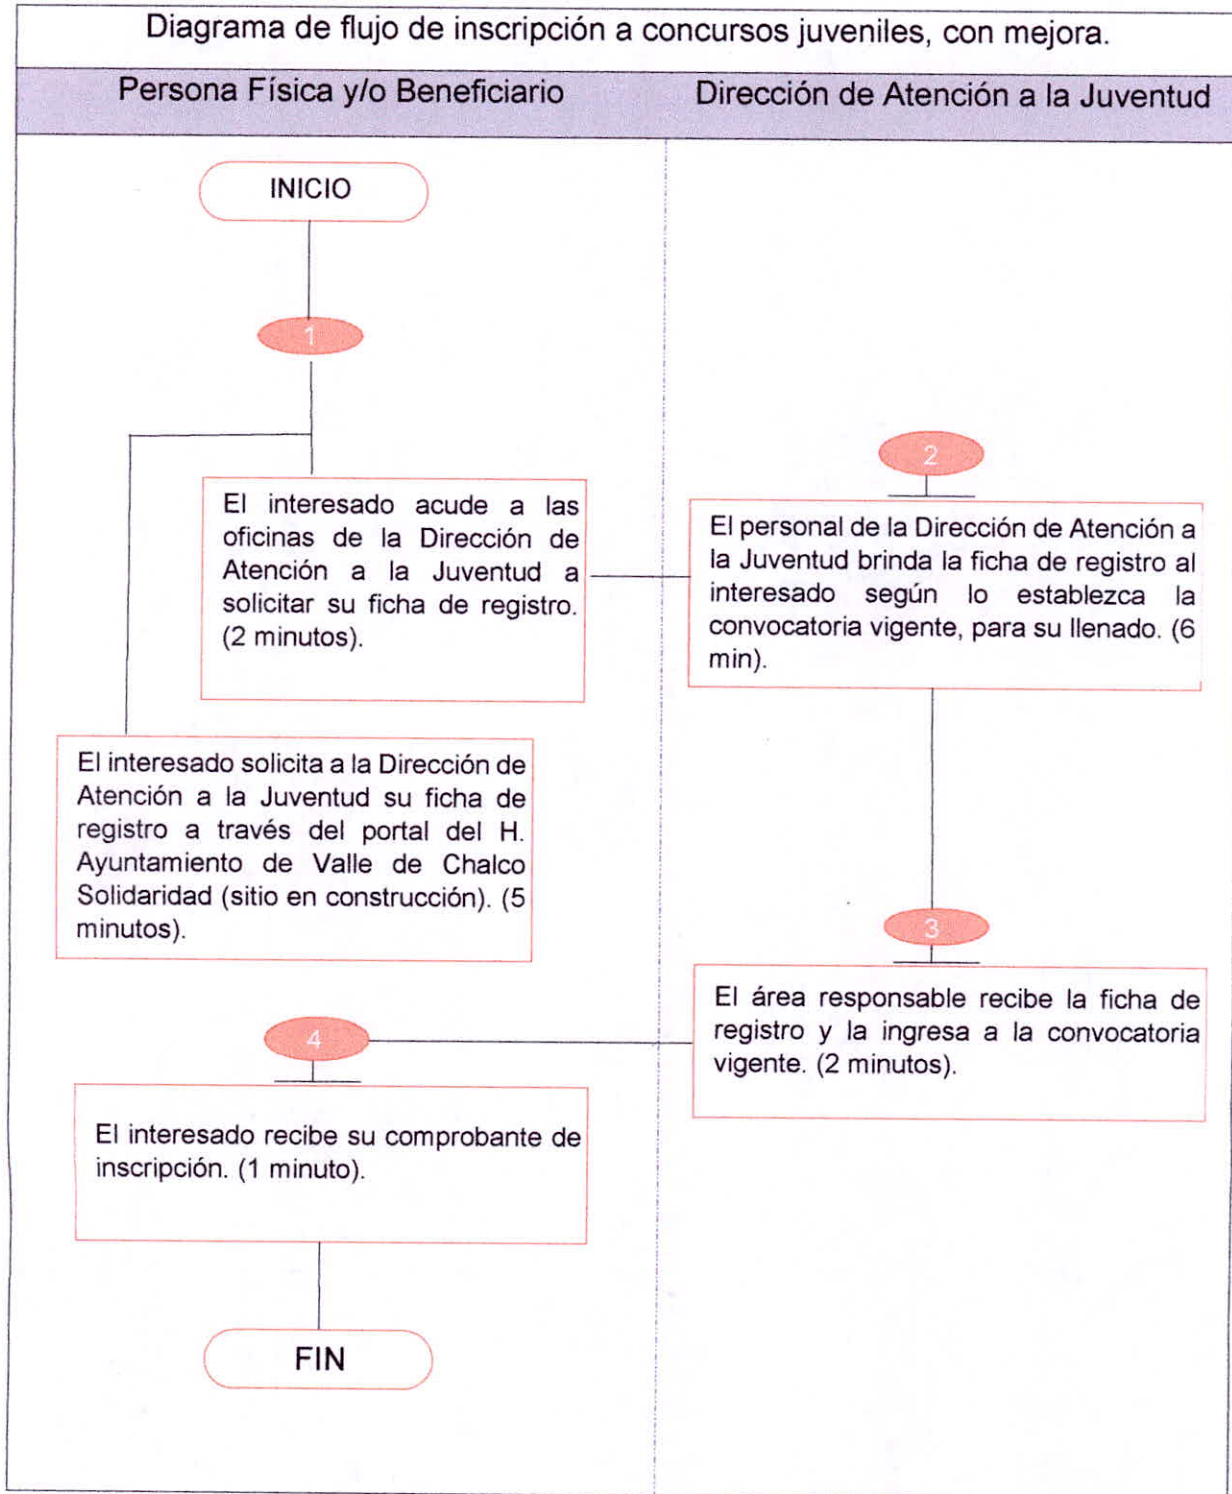 Diagrama de flujo de inscripción a concursos juveniles, con mejora.
Persona Física y/o Beneficiario
Dirección de Atención a la Juventud
INICIO
1
El interesado acude a las
oficinas de la Dirección de
Atención a la Juventud a
solicitar su ficha de registro.
(2 minutos).
2
El personal de la Dirección de Atención a
la Juventud brinda la ficha de registro al
interesado según lo establezca la
convocatoria vigente, para su llenado. (6
min).
El interesado solicita a la Dirección de
Atención a la Juventud su ficha de
registro a través del portal del H.
Ayuntamiento de Valle de Chalco
Solidaridad (sitio en construcción). (5
minutos).
3
El área responsable recibe la ficha de
registro y la ingresa a la convocatoria
vigente. (2 minutos).
4
El interesado recibe su comprobante de
inscripción. (1 minuto).
FIN